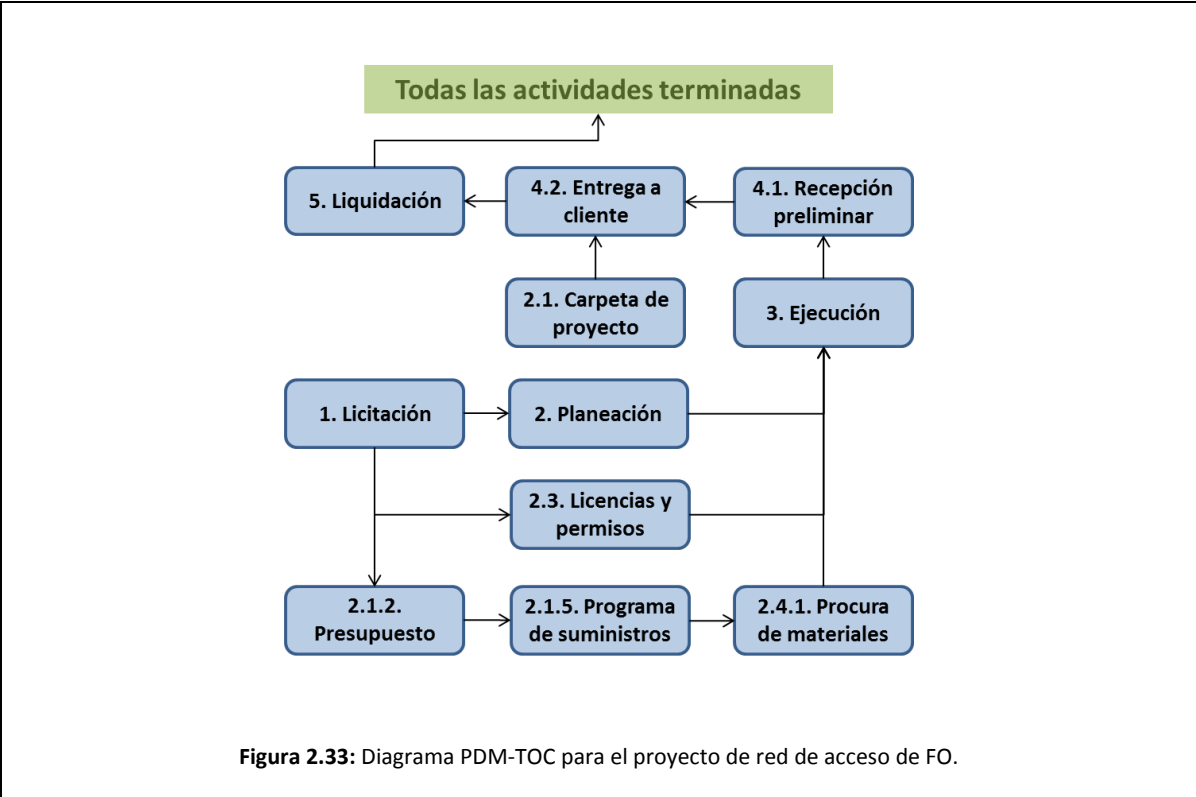 Todas las actividades terminadas
5. Liquidación
4.2. Entrega a
cliente
4.1. Recepción
preliminar
2.1. Carpeta de
proyecto
3. Ejecución
1. Licitación
2. Planeación
2.3. Licencias y
permisos
2.1.2.
Presupuesto
2.1.5. Programa
de suministros
2.4.1. Procura
de materiales
Figura 2.33: Diagrama PDM-TOC para el proyecto de red de acceso de FO.